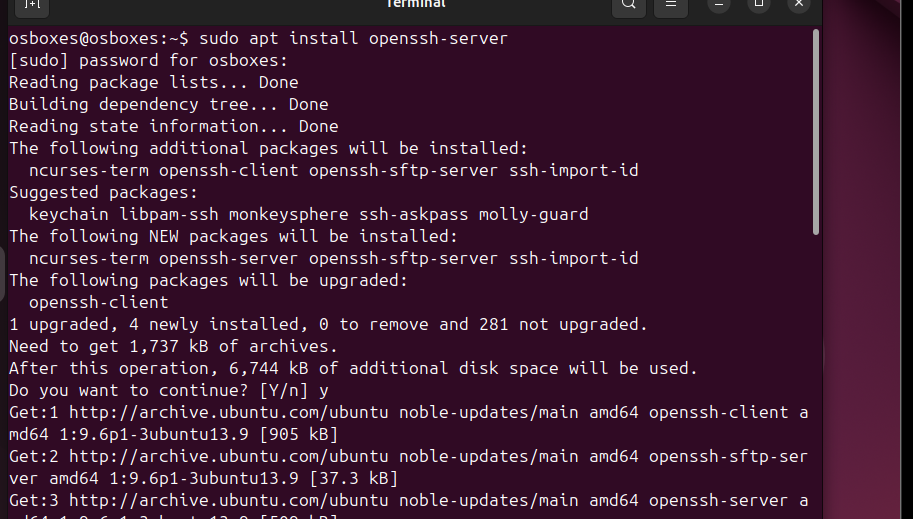 Terminal
osboxes@osboxes:~$ sudo apt install openssh-server
[sudo] password for osboxes:
Reading package lists... Done
Building dependency tree... Done
Reading state information... Done
The following additional packages will be installed:
  ncurses-term openssh-client openssh-sftp-server ssh-import-id
Suggested packages:
  keychain libpam-ssh monkeysphere ssh-askpass molly-guard
The following NEW packages will be installed:
  ncurses-term openssh-server openssh-sftp-server ssh-import-id
The following packages will be upgraded:
  openssh-client
1 upgraded, 4 newly installed, 0 to remove and 281 not upgraded.
Need to get 1,737 kB of archives.
After this operation, 6,744 kB of additional disk space will be used.
Do you want to continue? [Y/n] y
Get:1 http://archive.ubuntu.com/ubuntu noble-updates/main amd64 openssh-client a
md64 1:9.6p1-3ubuntu13.9 [905 kB]
Get:2 http://archive.ubuntu.com/ubuntu noble-updates/main amd64 openssh-sftp-ser
ver amd64 1:9.6p1-3ubuntu13.9 [37.3 kB]
Get:3 http://archive.ubuntu.com/ubuntu noble-updates/main amd64 openssh-server a